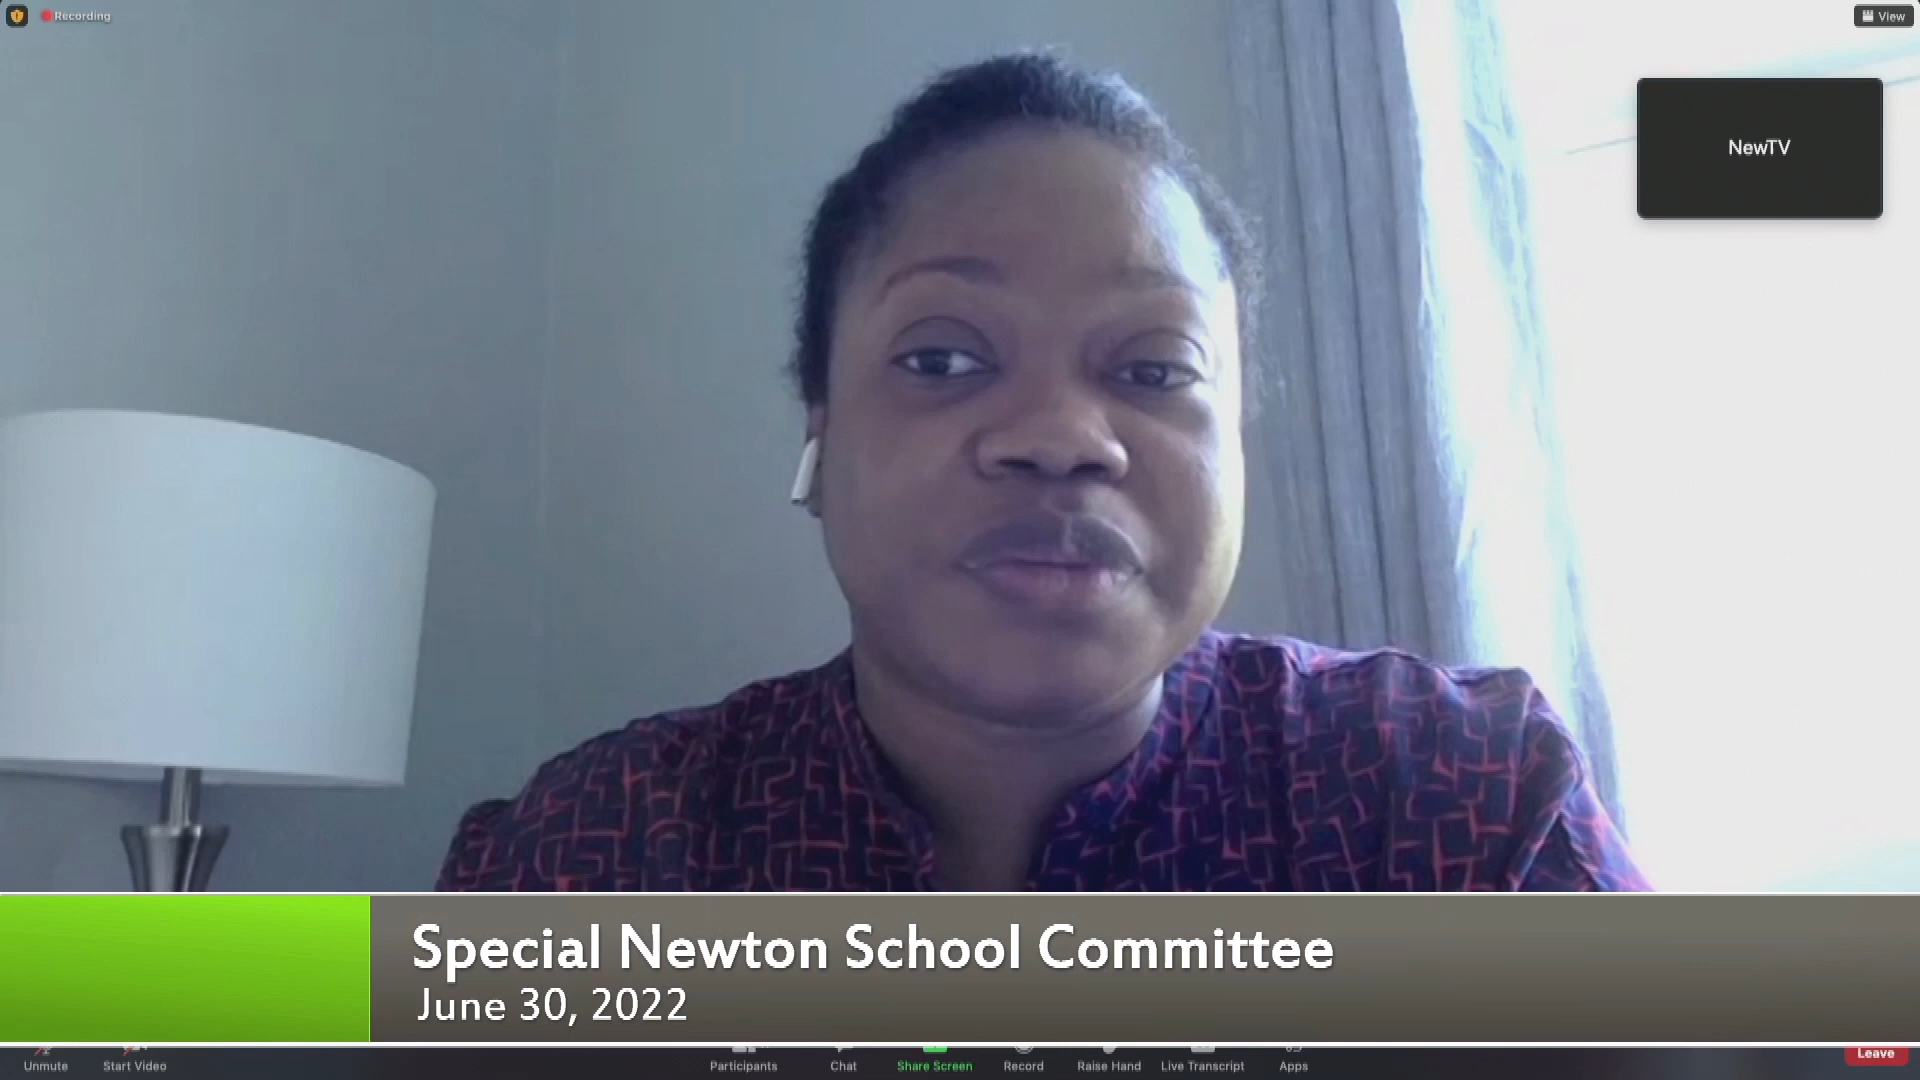 Recording
View
NewTV
Special Newton School Committee
June 30, 2022
Unmute
Start Video
Participants
Chat
Share Screen
Record
Raise Hand
Live Transcript
Apps
Leave